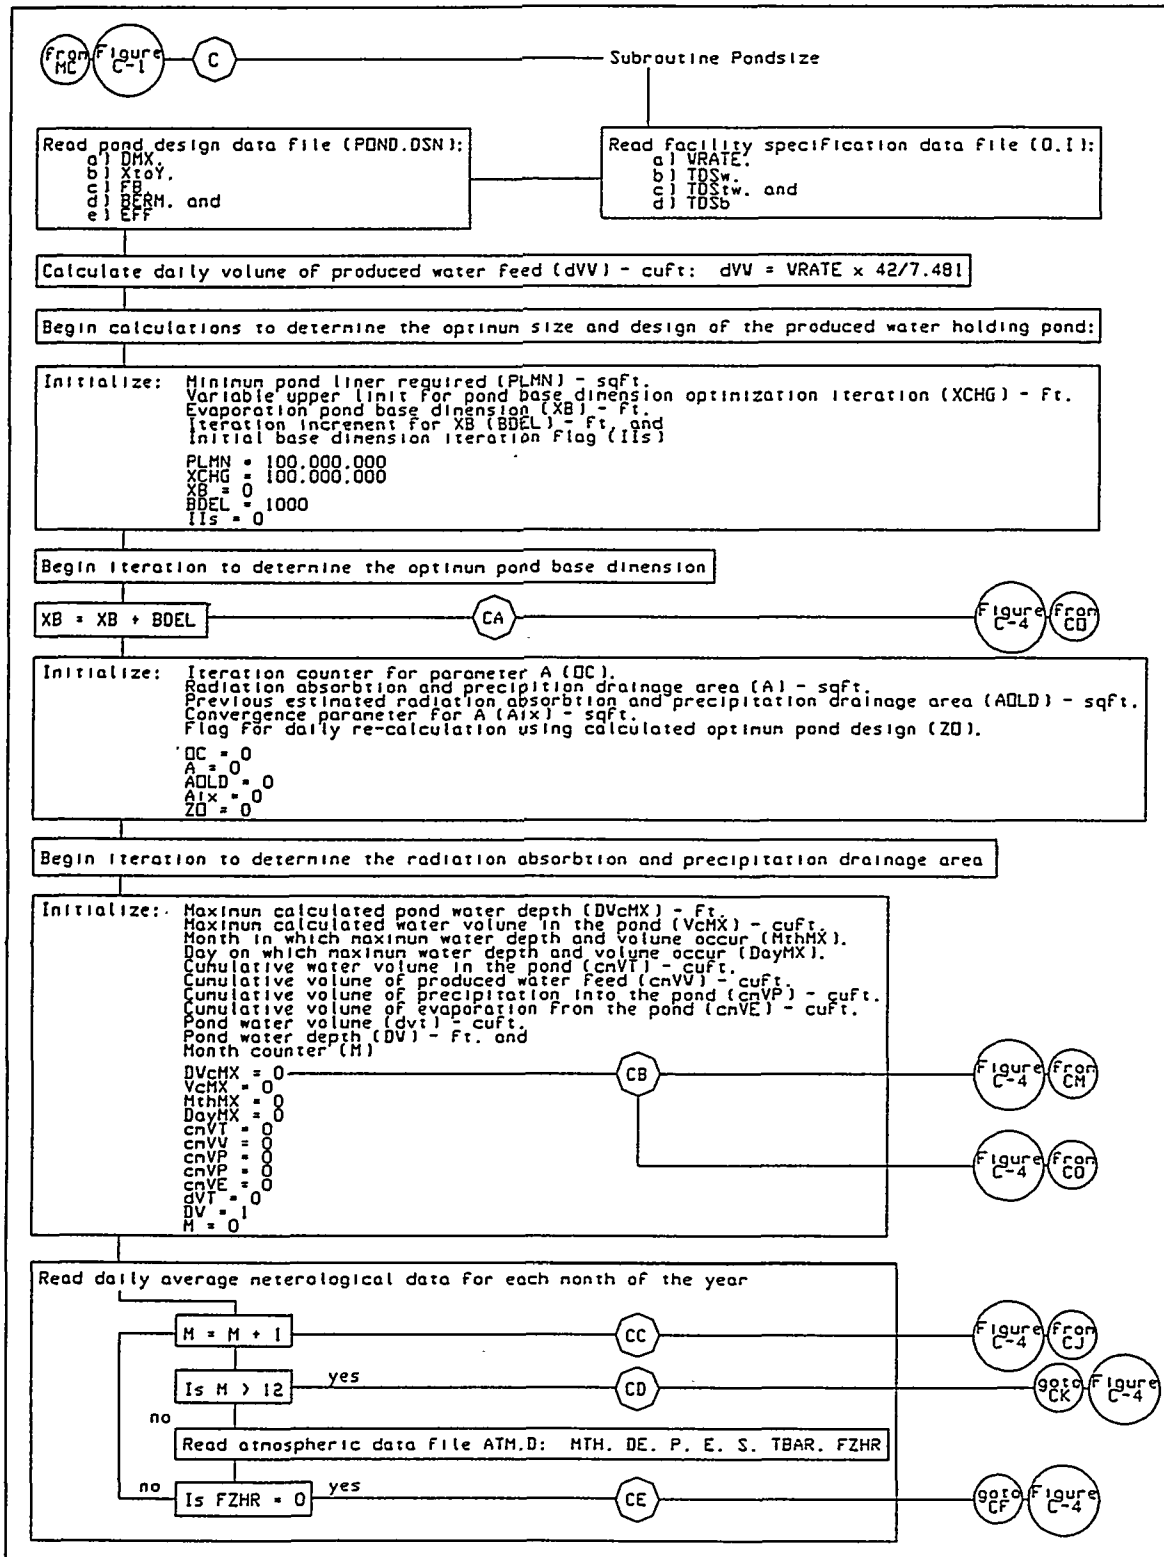 from MC Figure C-1 C Subroutine Pondsize
Read pond design data file (POND.DSN):
a) DMX,
b) XtoY,
c) FB,
d) BERM, and
e) EFF
Read facility specification data file (O.I):
a) VRATE,
b) TDSw,
c) TDStw, and
d) TDSb
Calculate daily volume of produced water feed (dVW) - cuft: dVW = VRATE x 42/7.481
Begin calculations to determine the optimum size and design of the produced water holding pond:
Initialize: Minimum pond liner required (PLMN) - sqft.
Variable upper limit for pond base dimension optimization iteration (XCHG) - ft.
Evaporation pond base dimension (XB) - ft.
Iteration increment for XB (BDEL) - ft, and
Initial base dimension iteration flag (IIs)
PLMN = 100.000.000
XCHG = 100.000.000
XB = 0
BDEL = 1000
IIs = 0
Begin iteration to determine the optimum pond base dimension
XB = XB + BDEL CA Figure C-4 from CO
Initialize: Iteration counter for parameter A (OC).
Radiation absorbtion and precipition drainage area (A) - sqft.
Previous estimated radiation absorbtion and precipitation drainage area (AOLD) - sqft.
Convergence parameter for A (Aix) - sqft.
Flag for daily re-calculation using calculated optimum pond design (ZO).
OC = 0
A = 0
AOLD = 0
Aix = 0
ZO = 0
Begin iteration to determine the radiation absorbtion and precipitation drainage area
Initialize: Maximum calculated pond water depth (DVcMX) - ft.
Maximum calculated water volume in the pond (VcMX) - cuft.
Month in which maximum water depth and volume occur (MthMX).
Day on which maximum water depth and volume occur (DayMX).
Cumulative water volume in the pond (cmVT) - cuft.
Cumulative volume of produced water feed (cmVV) - cuft.
Cumulative volume of precipitation into the pond (cmVP) - cuft.
Cumulative volume of evaporation from the pond (cmVE) - cuft.
Pond water volume (dvt) - cuft.
Pond water depth (DV) - ft. and
Month counter (M)
DVcMX = 0 CB Figure C-4 from CM
VcMX = 0
MthMX = 0
DayMX = 0
cmVT = 0
cmVV = 0
cmVP = 0
cmVP = 0
cmVE = 0
dVT = 0
DV = 1
M = 0
Figure C-4 from CO
Read daily average meterological data for each month of the year
M = M + 1 CC Figure C-4 from CJ
Is M > 12 yes CD goto CK Figure C-4
no
Read atmospheric data file ATM.D: MTH. DE. P. E. S. TBAR. FZHR
no Is FZHR = 0 yes CE goto CF Figure C-4